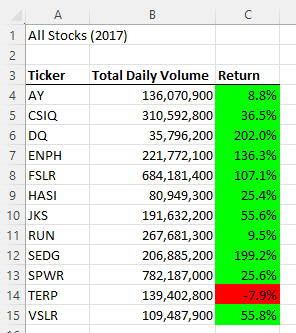 A B C
1 All Stocks (2017)
2
3 Ticker Total Daily Volume Return
4 AY 136,070,900 8.8%
5 CSIQ 310,592,800 36.5%
6 DQ 35,796,200 202.0%
7 ENPH 221,772,100 136.3%
8 FSLR 684,181,400 107.1%
9 HASI 80,949,300 25.4%
10 JKS 191,632,200 55.6%
11 RUN 267,681,300 9.5%
12 SEDG 206,885,200 199.2%
13 SPWR 782,187,000 25.6%
14 TERP 139,402,800 -7.9%
15 VSLR 109,487,900 55.8%